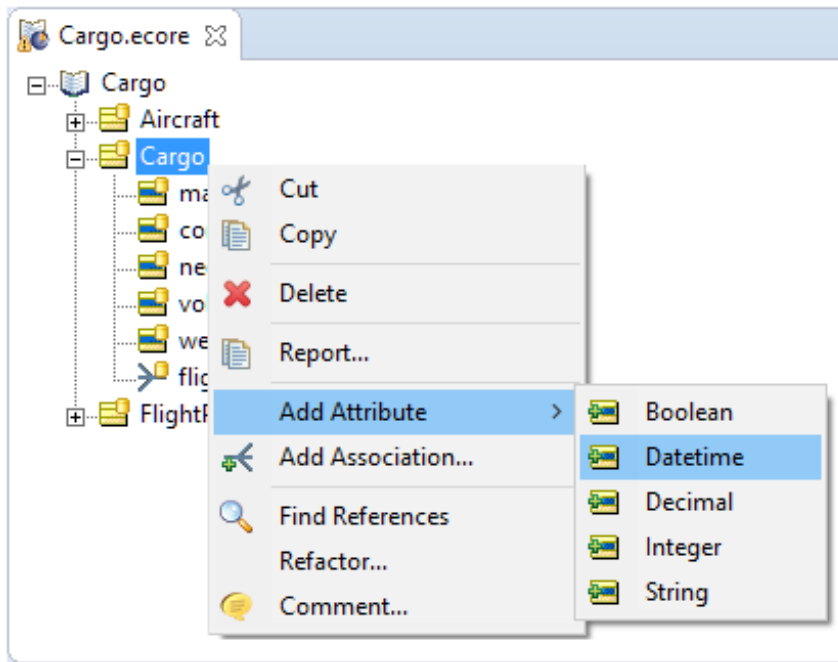 Cargo.ecore
Cargo
Aircraft
Cargo
ma
co
ne
vo
we
flig
Cut
Copy
Delete
Report...
Add Attribute
Add Association...
Find References
Refactor...
Comment...
Boolean
Datetime
Decimal
Integer
String